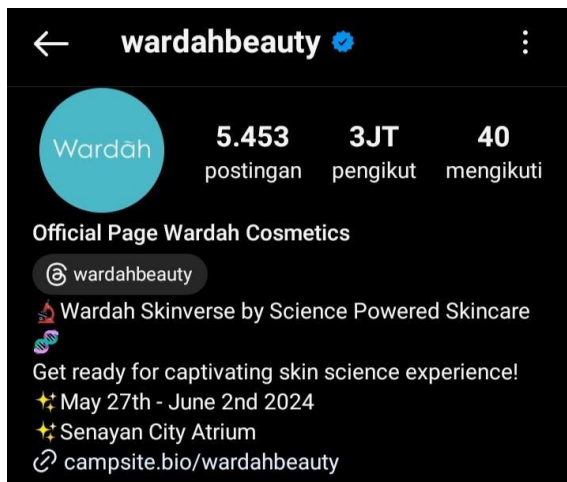 wardahbeauty
Wardāh
5.453 3JT 40
postingan pengikut mengikuti
Official Page Wardah Cosmetics
wardahbeauty
🔬Wardah Skinverse by Science Powered Skincare
🧬
Get ready for captivating skin science experience!
✨May 27th - June 2nd 2024
✨Senayan City Atrium
campsite.bio/wardahbeauty